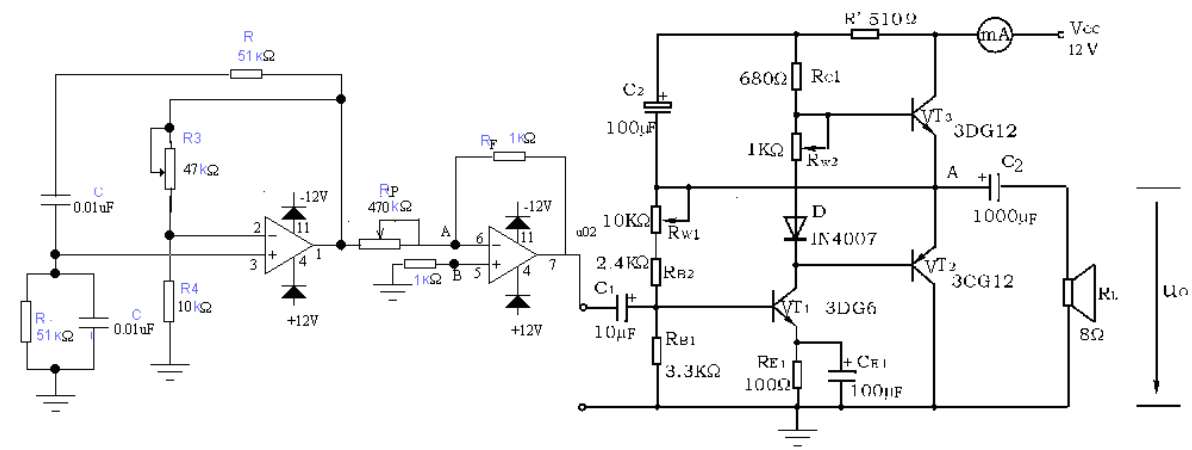 R
51KΩ
R3
47kΩ
C
0.01uF
-12V
2
11
3
4
1
+12V
R4
10kΩ
R
51KΩ
C
0.01uF
RP
470kΩ
RF 1KΩ
A
B
1KΩ
-12V
6
11
5
4
7
+12V
u02
R' 510Ω
mA
Vcc
12V
680Ω RC1
C2
+
100μF
VT3
3DG12
1KΩ RW2
A
C2
+
1000μF
10KΩ
RW1
D
IN4007
2.4KΩ
RB2
VT2
3CG12
C1
+
10μF
VT1
3DG6
RL
8Ω
uo
RB1
3.3KΩ
RE1
100Ω
+ CE1
100μF